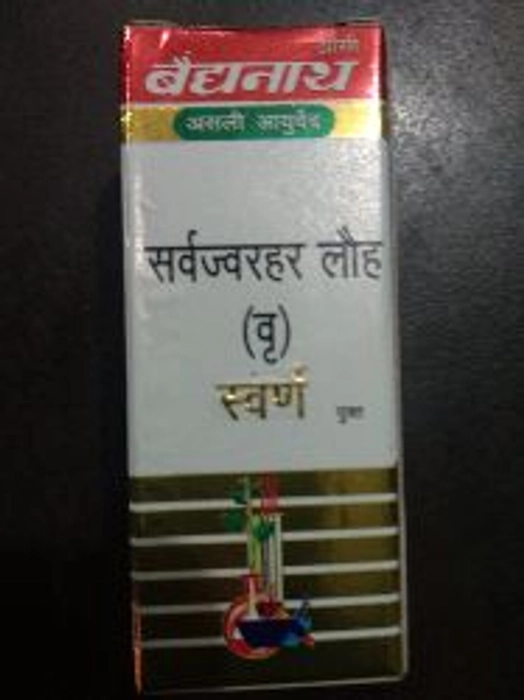 बैद्यनाथ
असली आयुर्वेद
सर्वज्वरहर लौह
(वृ)
स्वर्ण युक्त